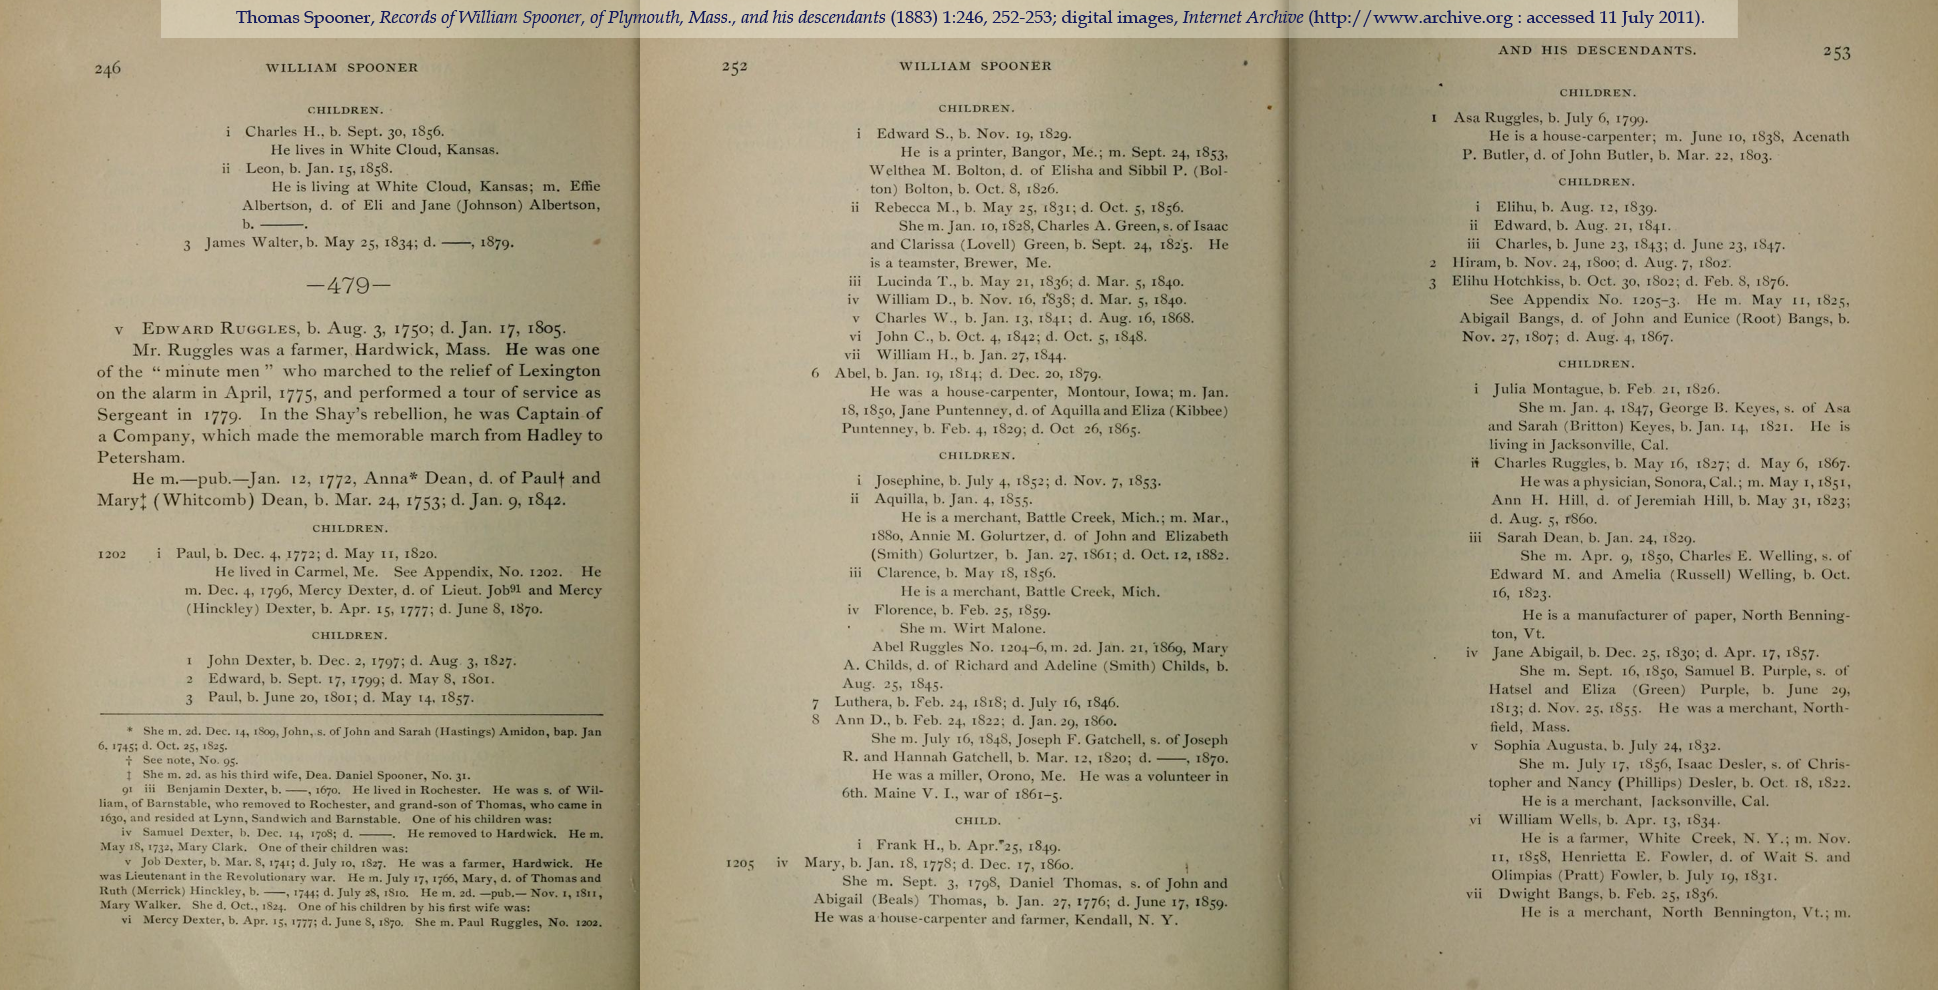 Thomas Spooner, Records of William Spooner, of Plymouth, Mass., and his descendants (1883) 1:246, 252-253; digital images, Internet Archive (http://www.archive.org : accessed 11 July 2011).
246 WILLIAM SPOONER
CHILDREN.
i Charles H., b. Sept. 30, 1856.
He lives in White Cloud, Kansas.
ii Leon, b. Jan. 15, 1858.
He is living at White Cloud, Kansas; m. Effie
Albertson, d. of Eli and Jane (Johnson) Albertson,
b. ——.
3 James Walter, b. May 25, 1834; d. ——, 1879.
—479—
v EDWARD RUGGLES, b. Aug. 3, 1750; d. Jan. 17, 1805.
Mr. Ruggles was a farmer, Hardwick, Mass. He was one
of the “ minute men ” who marched to the relief of Lexington
on the alarm in April, 1775, and performed a tour of service as
Sergeant in 1779. In the Shay's rebellion, he was Captain of
a Company, which made the memorable march from Hadley to
Petersham.
He m.—pub.—Jan. 12, 1772, Anna* Dean, d. of Paul† and
Mary‡ (Whitcomb) Dean, b. Mar. 24, 1753; d. Jan. 9, 1842.
CHILDREN.
1202 i Paul, b. Dec. 4, 1772; d. May 11, 1820.
He lived in Carmel, Me. See Appendix, No. 1202. He
m. Dec. 4, 1796, Mercy Dexter, d. of Lieut. Job91 and Mercy
(Hinckley) Dexter, b. Apr. 15, 1777; d. June 8, 1870.
CHILDREN.
1 John Dexter, b. Dec. 2, 1797; d. Aug 3, 1827.
2 Edward, b. Sept. 17, 1799; d. May 8, 1801.
3 Paul, b. June 20, 1801; d. May 14, 1857.
* She m. 2d. Dec. 14, 1809, John, s. of John and Sarah (Hastings) Amidon, bap. Jan
6, 1745; d. Oct. 25, 1825.
† See note, No. 95.
‡ She m. 2d. as his third wife, Dea. Daniel Spooner, No. 31.
91 iii Benjamin Dexter, b. ——, 1670. He lived in Rochester. He was s. of Wil-
liam, of Barnstable, who removed to Rochester, and grand-son of Thomas, who came in
1630, and resided at Lynn, Sandwich and Barnstable. One of his children was:
iv Samuel Dexter, b. Dec. 14, 1708; d. ——. He removed to Hardwick. He m.
May 18, 1732, Mary Clark. One of their children was:
v Job Dexter, b. Mar. 8, 1741; d. July 10, 1827. He was a farmer, Hardwick. He
was Lieutenant in the Revolutionary war. He m. July 17, 1766, Mary, d. of Thomas and
Ruth (Merrick) Hinckley, b. ——, 1744; d. July 28, 1810. He m. 2d. —pub.— Nov. 1, 1811,
Mary Walker. She d. Oct., 1824. One of his children by his first wife was:
vi Mercy Dexter, b. Apr. 15, 1777; d. June 8, 1870. She m. Paul Ruggles, No. 1202.
252 WILLIAM SPOONER
CHILDREN.
i Edward S., b. Nov. 19, 1829.
He is a printer, Bangor, Me.; m. Sept. 24, 1853,
Welthea M. Bolton, d. of Elisha and Sibbil P. (Bol-
ton) Bolton, b. Oct. 8, 1826.
ii Rebecca M., b. May 25, 1831; d. Oct. 5, 1856.
She m. Jan. 10, 1828, Charles A. Green, s. of Isaac
and Clarissa (Lovell) Green, b. Sept. 24, 1825. He
is a teamster, Brewer, Me.
iii Lucinda T., b. May 21, 1836; d. Mar. 5, 1840.
iv William D., b. Nov. 16, 1838; d. Mar. 5, 1840.
v Charles W., b. Jan. 13, 1841; d. Aug. 16, 1868.
vi John C., b. Oct. 4, 1842; d. Oct. 5, 1848.
vii William H., b. Jan. 27, 1844.
6 Abel, b. Jan. 19, 1814; d. Dec. 20, 1879.
He was a house-carpenter, Montour, Iowa; m. Jan.
18, 1850, Jane Puntenney, d. of Aquilla and Eliza (Kibbee)
Puntenney, b. Feb. 4, 1829; d. Oct 26, 1865.
CHILDREN.
i Josephine, b. July 4, 1852; d. Nov. 7, 1853.
ii Aquilla, b. Jan. 4, 1855.
He is a merchant, Battle Creek, Mich.; m. Mar.,
1880, Annie M. Golurtzer, d. of John and Elizabeth
(Smith) Golurtzer, b. Jan. 27, 1861; d. Oct. 12, 1882.
iii Clarence, b. May 18, 1856.
He is a merchant, Battle Creek, Mich.
iv Florence, b. Feb. 25, 1859.
She m. Wirt Malone.
Abel Ruggles No. 1204-6, m. 2d. Jan. 21, 1869, Mary
A. Childs, d. of Richard and Adeline (Smith) Childs, b.
Aug. 25, 1845.
7 Luthera, b. Feb. 24, 1818; d. July 16, 1846.
8 Ann D., b. Feb. 24, 1822; d. Jan. 29, 1860.
She m. July 16, 1848, Joseph F. Gatchell, s. of Joseph
R. and Hannah Gatchell, b. Mar. 12, 1820; d. ——, 1870.
He was a miller, Orono, Me. He was a volunteer in
6th. Maine V. I., war of 1861-5.
CHILD.
i Frank H., b. Apr. 25, 1849.
1205 iv Mary, b. Jan. 18, 1778; d. Dec. 17, 1860.
She m. Sept. 3, 1798, Daniel Thomas, s. of John and
Abigail (Beals) Thomas, b. Jan. 27, 1776; d. June 17, 1859.
He was a house-carpenter and farmer, Kendall, N. Y.
AND HIS DESCENDANTS. 253
CHILDREN.
1 Asa Ruggles, b. July 6, 1799.
He is a house-carpenter; m. June 10, 1838, Acenath
P. Butler, d. of John Butler, b. Mar. 22, 1803.
CHILDREN.
i Elihu, b. Aug. 12, 1839.
ii Edward, b. Aug. 21, 1841.
iii Charles, b. June 23, 1843; d. June 23, 1847.
2 Hiram, b. Nov. 24, 1800; d. Aug. 7, 1802.
3 Elihu Hotchkiss, b. Oct. 30, 1802; d. Feb. 8, 1876.
See Appendix No. 1205-3. He m. May 11, 1825,
Abigail Bangs, d. of John and Eunice (Root) Bangs, b.
Nov. 27, 1807; d. Aug. 4, 1867.
CHILDREN.
i Julia Montague, b. Feb. 21, 1826.
She m. Jan. 4, 1847, George B. Keyes, s. of Asa
and Sarah (Britton) Keyes, b. Jan. 14, 1821. He is
living in Jacksonville, Cal.
ii Charles Ruggles, b. May 16, 1827; d. May 6, 1867.
He was a physician, Sonora, Cal.; m. May 1, 1851,
Ann H. Hill, d. of Jeremiah Hill, b. May 31, 1823;
d. Aug. 5, 1860.
iii Sarah Dean, b. Jan. 24, 1829.
She m. Apr. 9, 1850, Charles E. Welling, s. of
Edward M. and Amelia (Russell) Welling, b. Oct.
16, 1823.
He is a manufacturer of paper, North Benning-
ton, Vt.
iv Jane Abigail, b. Dec. 25, 1830; d. Apr. 17, 1857.
She m. Sept. 16, 1850, Samuel B. Purple, s. of
Hatsel and Eliza (Green) Purple, b. June 29,
1813; d. Nov. 25, 1855. He was a merchant, North-
field, Mass.
v Sophia Augusta, b. July 24, 1832.
She m. July 17, 1856, Isaac Desler, s. of Chris-
topher and Nancy (Phillips) Desler, b. Oct. 18, 1822.
He is a merchant, Jacksonville, Cal.
vi William Wells, b. Apr. 13, 1834.
He is a farmer, White Creek, N. Y.; m. Nov.
11, 1858, Henrietta E. Fowler, d. of Wait S. and
Olimpias (Pratt) Fowler, b. July 19, 1831.
vii Dwight Bangs, b. Feb. 25, 1836.
He is a merchant, North Bennington, Vt.; m.